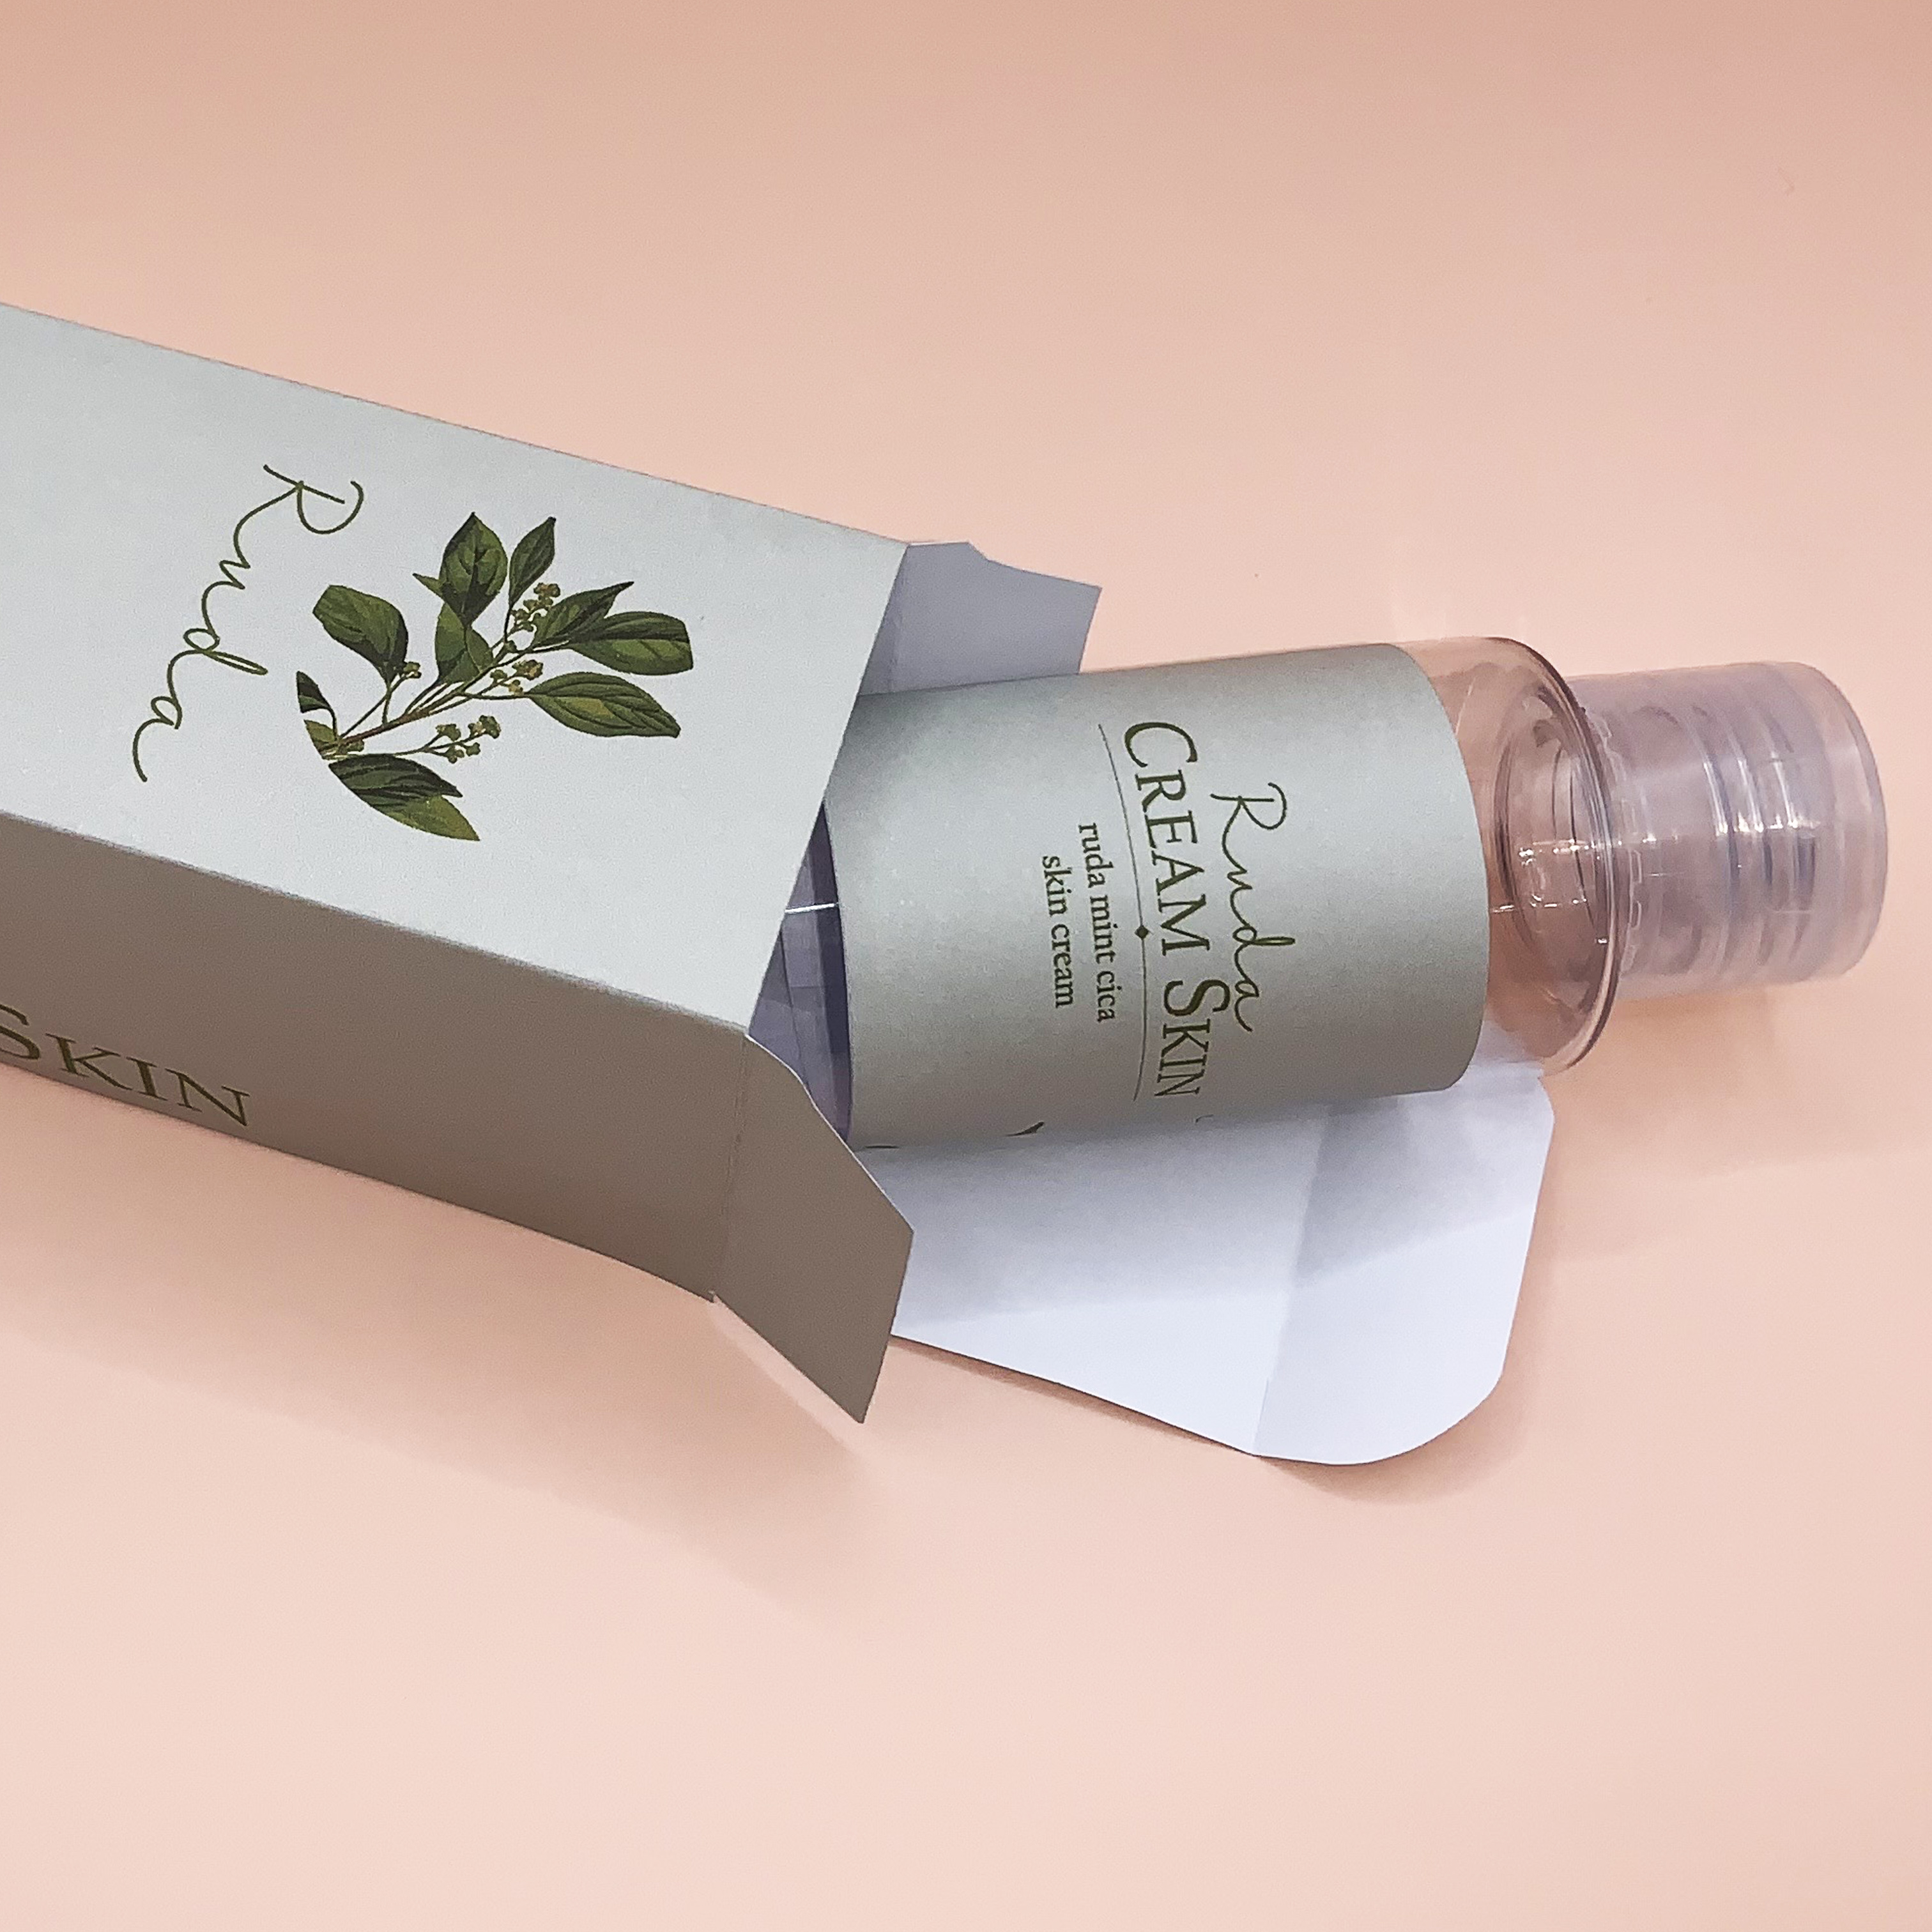 Ruda
SKIN
Ruda
CREAM SKIN
ruda mint cica
skin cream